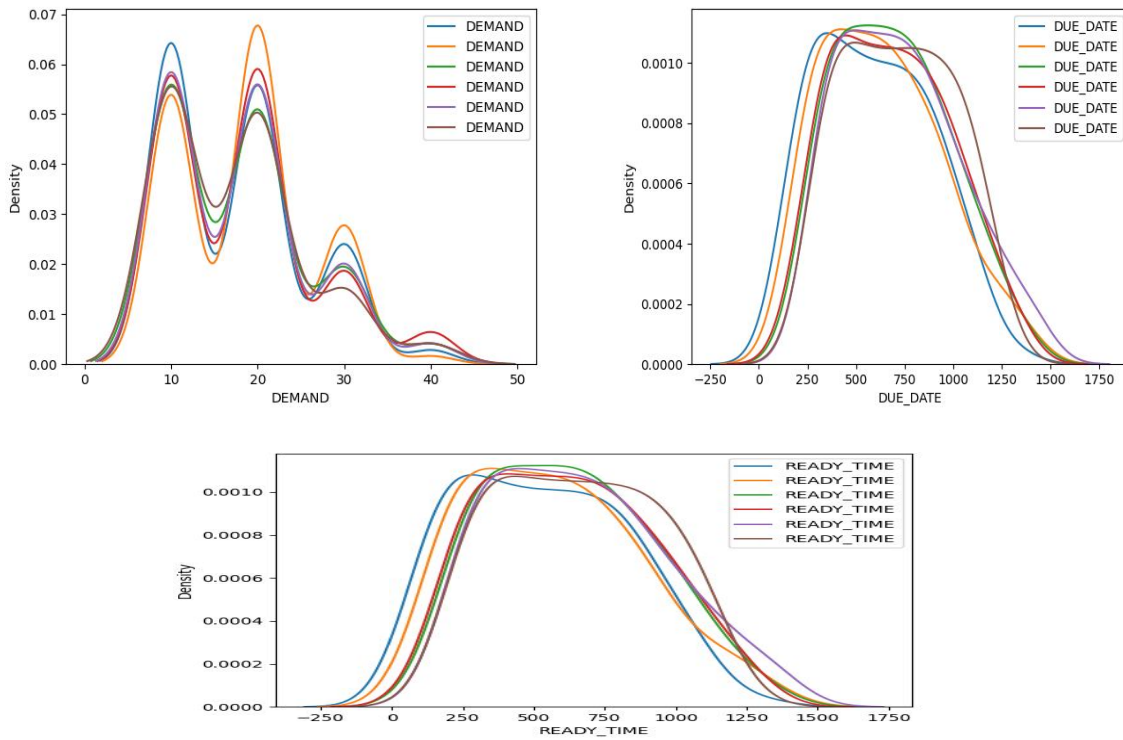 0.07
0.06
0.05
0.04
0.03
0.02
0.01
0.00
Density
0 10 20 30 40 50
DEMAND
DEMAND
DEMAND
DEMAND
DEMAND
DEMAND
DEMAND
0.0010
0.0008
0.0006
0.0004
0.0002
0.0000
Density
−250 0 250 500 750 1000 1250 1500 1750
DUE_DATE
DUE_DATE
DUE_DATE
DUE_DATE
DUE_DATE
DUE_DATE
DUE_DATE
0.0010
0.0008
0.0006
0.0004
0.0002
0.0000
Density
−250 0 250 500 750 1000 1250 1500 1750
READY_TIME
READY_TIME
READY_TIME
READY_TIME
READY_TIME
READY_TIME
READY_TIME